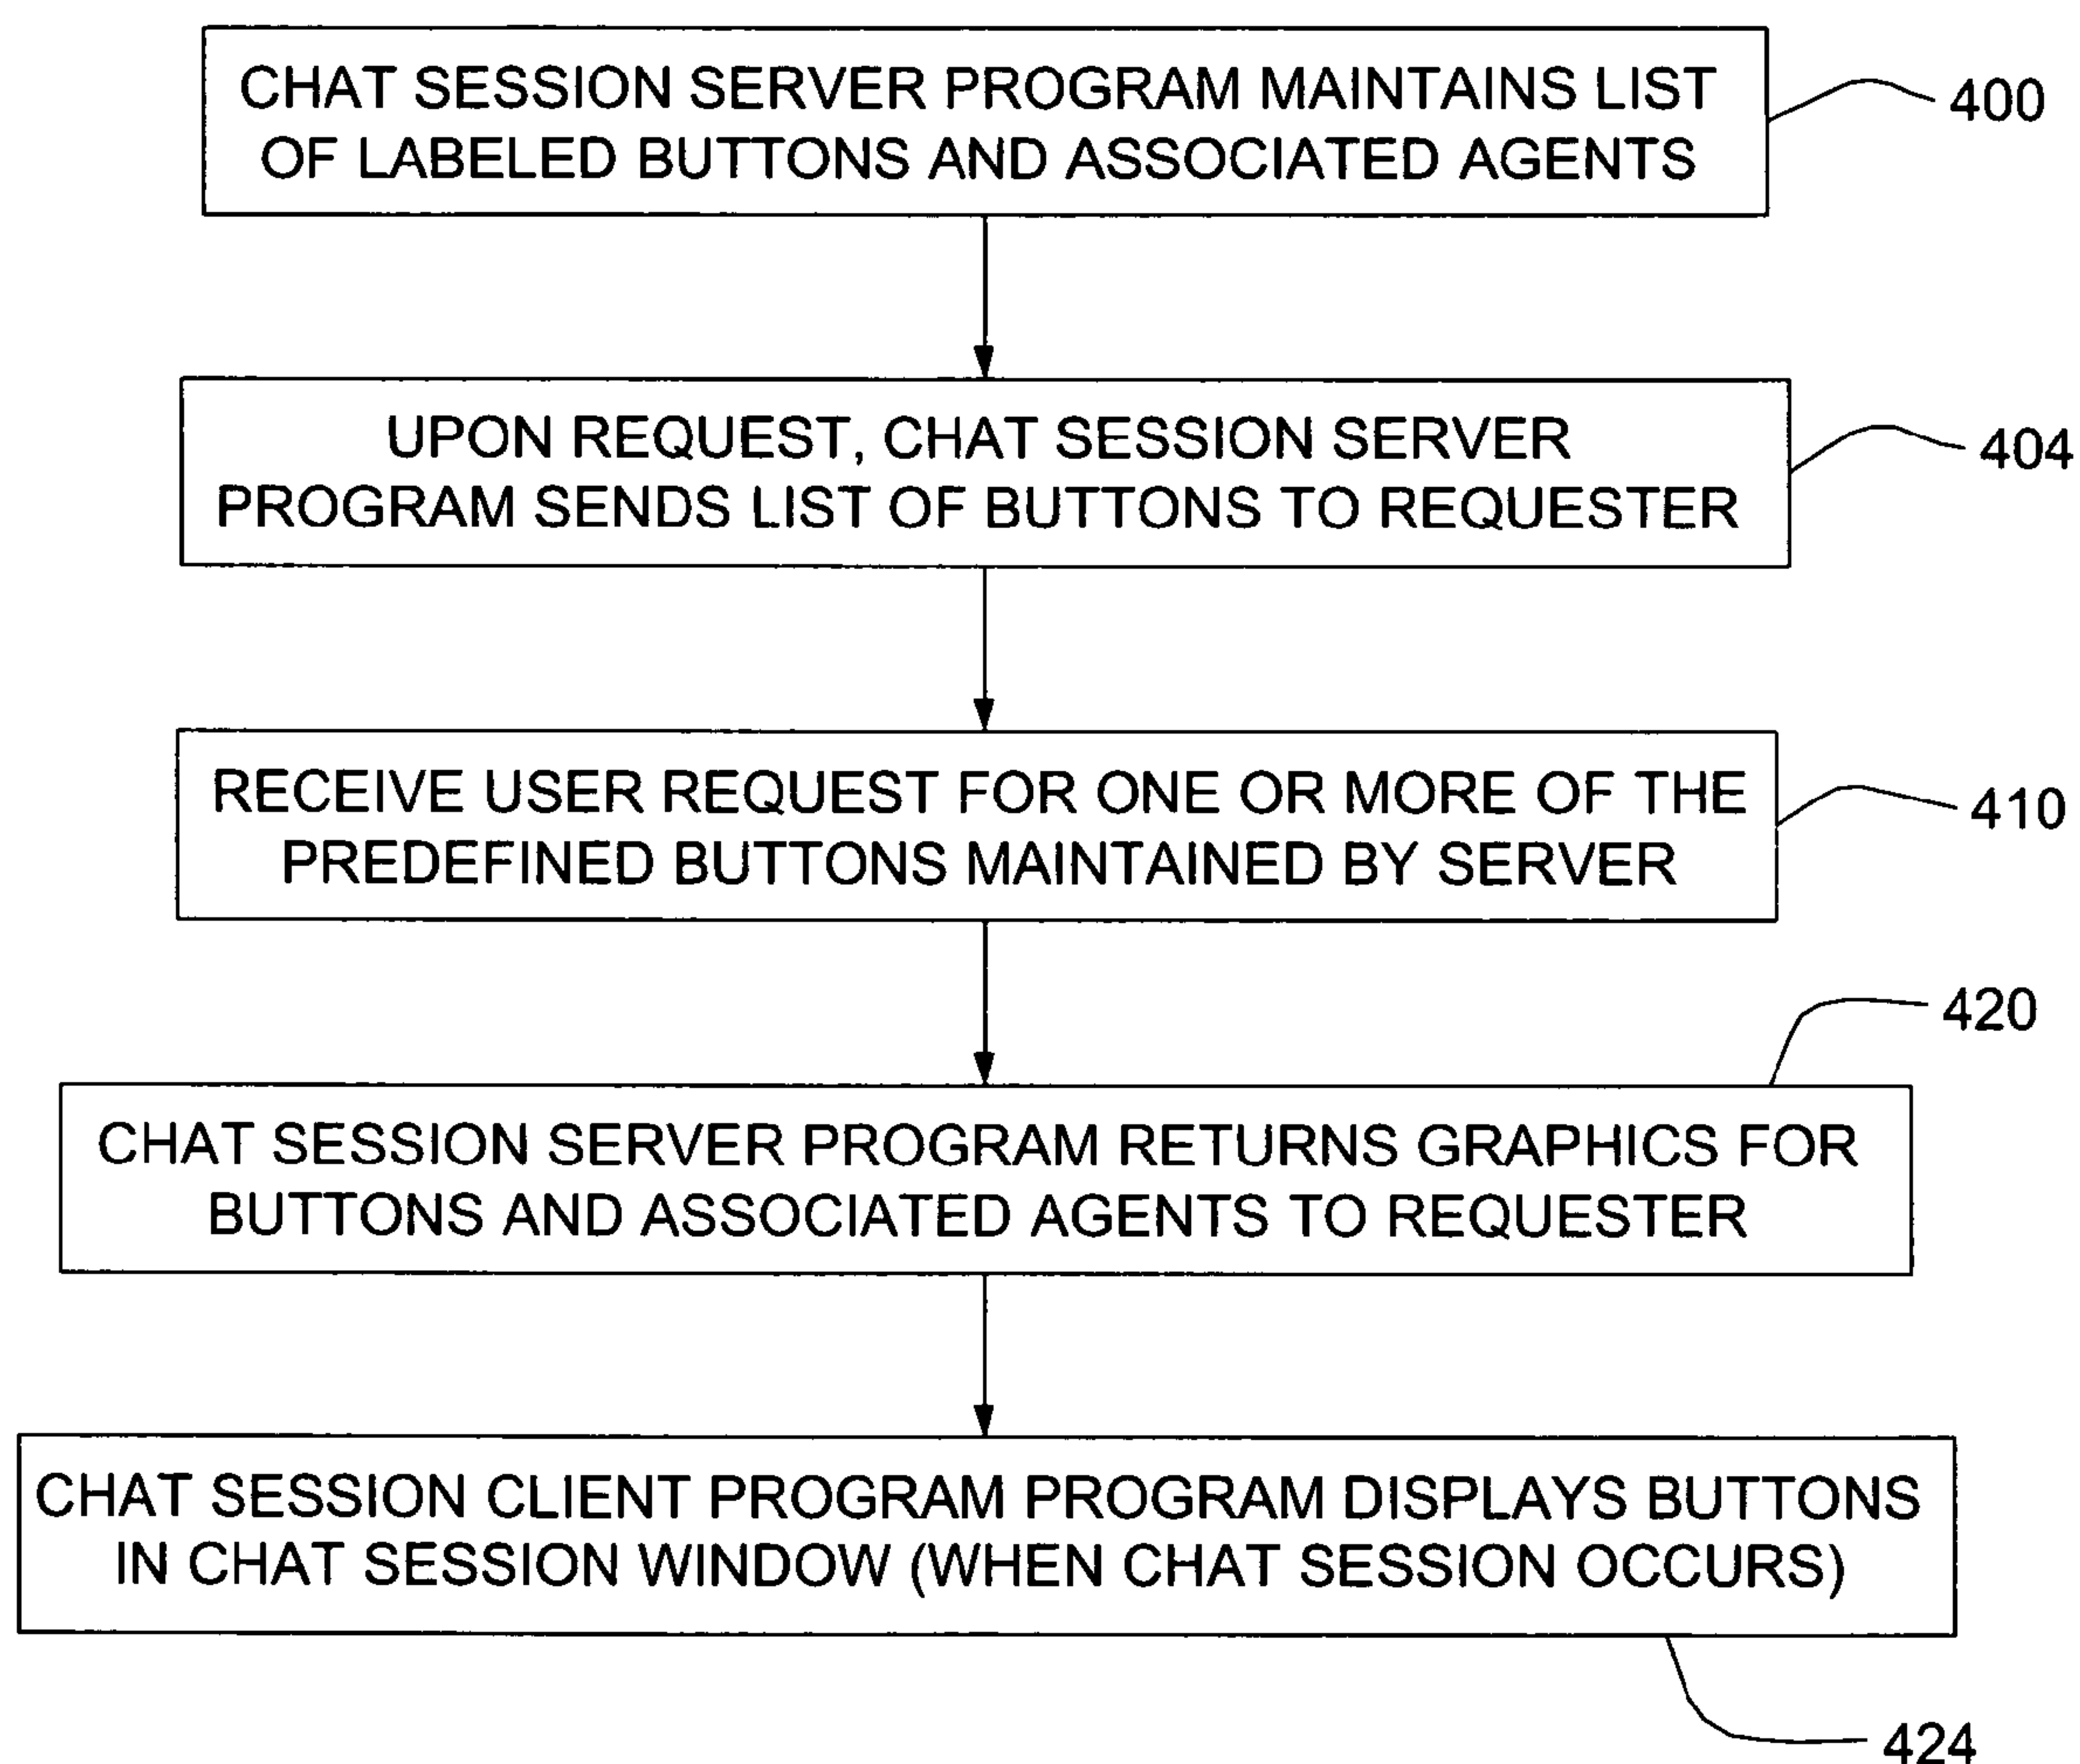 CHAT SESSION SERVER PROGRAM MAINTAINS LIST
OF LABELED BUTTONS AND ASSOCIATED AGENTS
400
UPON REQUEST, CHAT SESSION SERVER
PROGRAM SENDS LIST OF BUTTONS TO REQUESTER
404
RECEIVE USER REQUEST FOR ONE OR MORE OF THE
PREDEFINED BUTTONS MAINTAINED BY SERVER
410
420
CHAT SESSION SERVER PROGRAM RETURNS GRAPHICS FOR
BUTTONS AND ASSOCIATED AGENTS TO REQUESTER
CHAT SESSION CLIENT PROGRAM PROGRAM DISPLAYS BUTTONS
IN CHAT SESSION WINDOW (WHEN CHAT SESSION OCCURS)
424